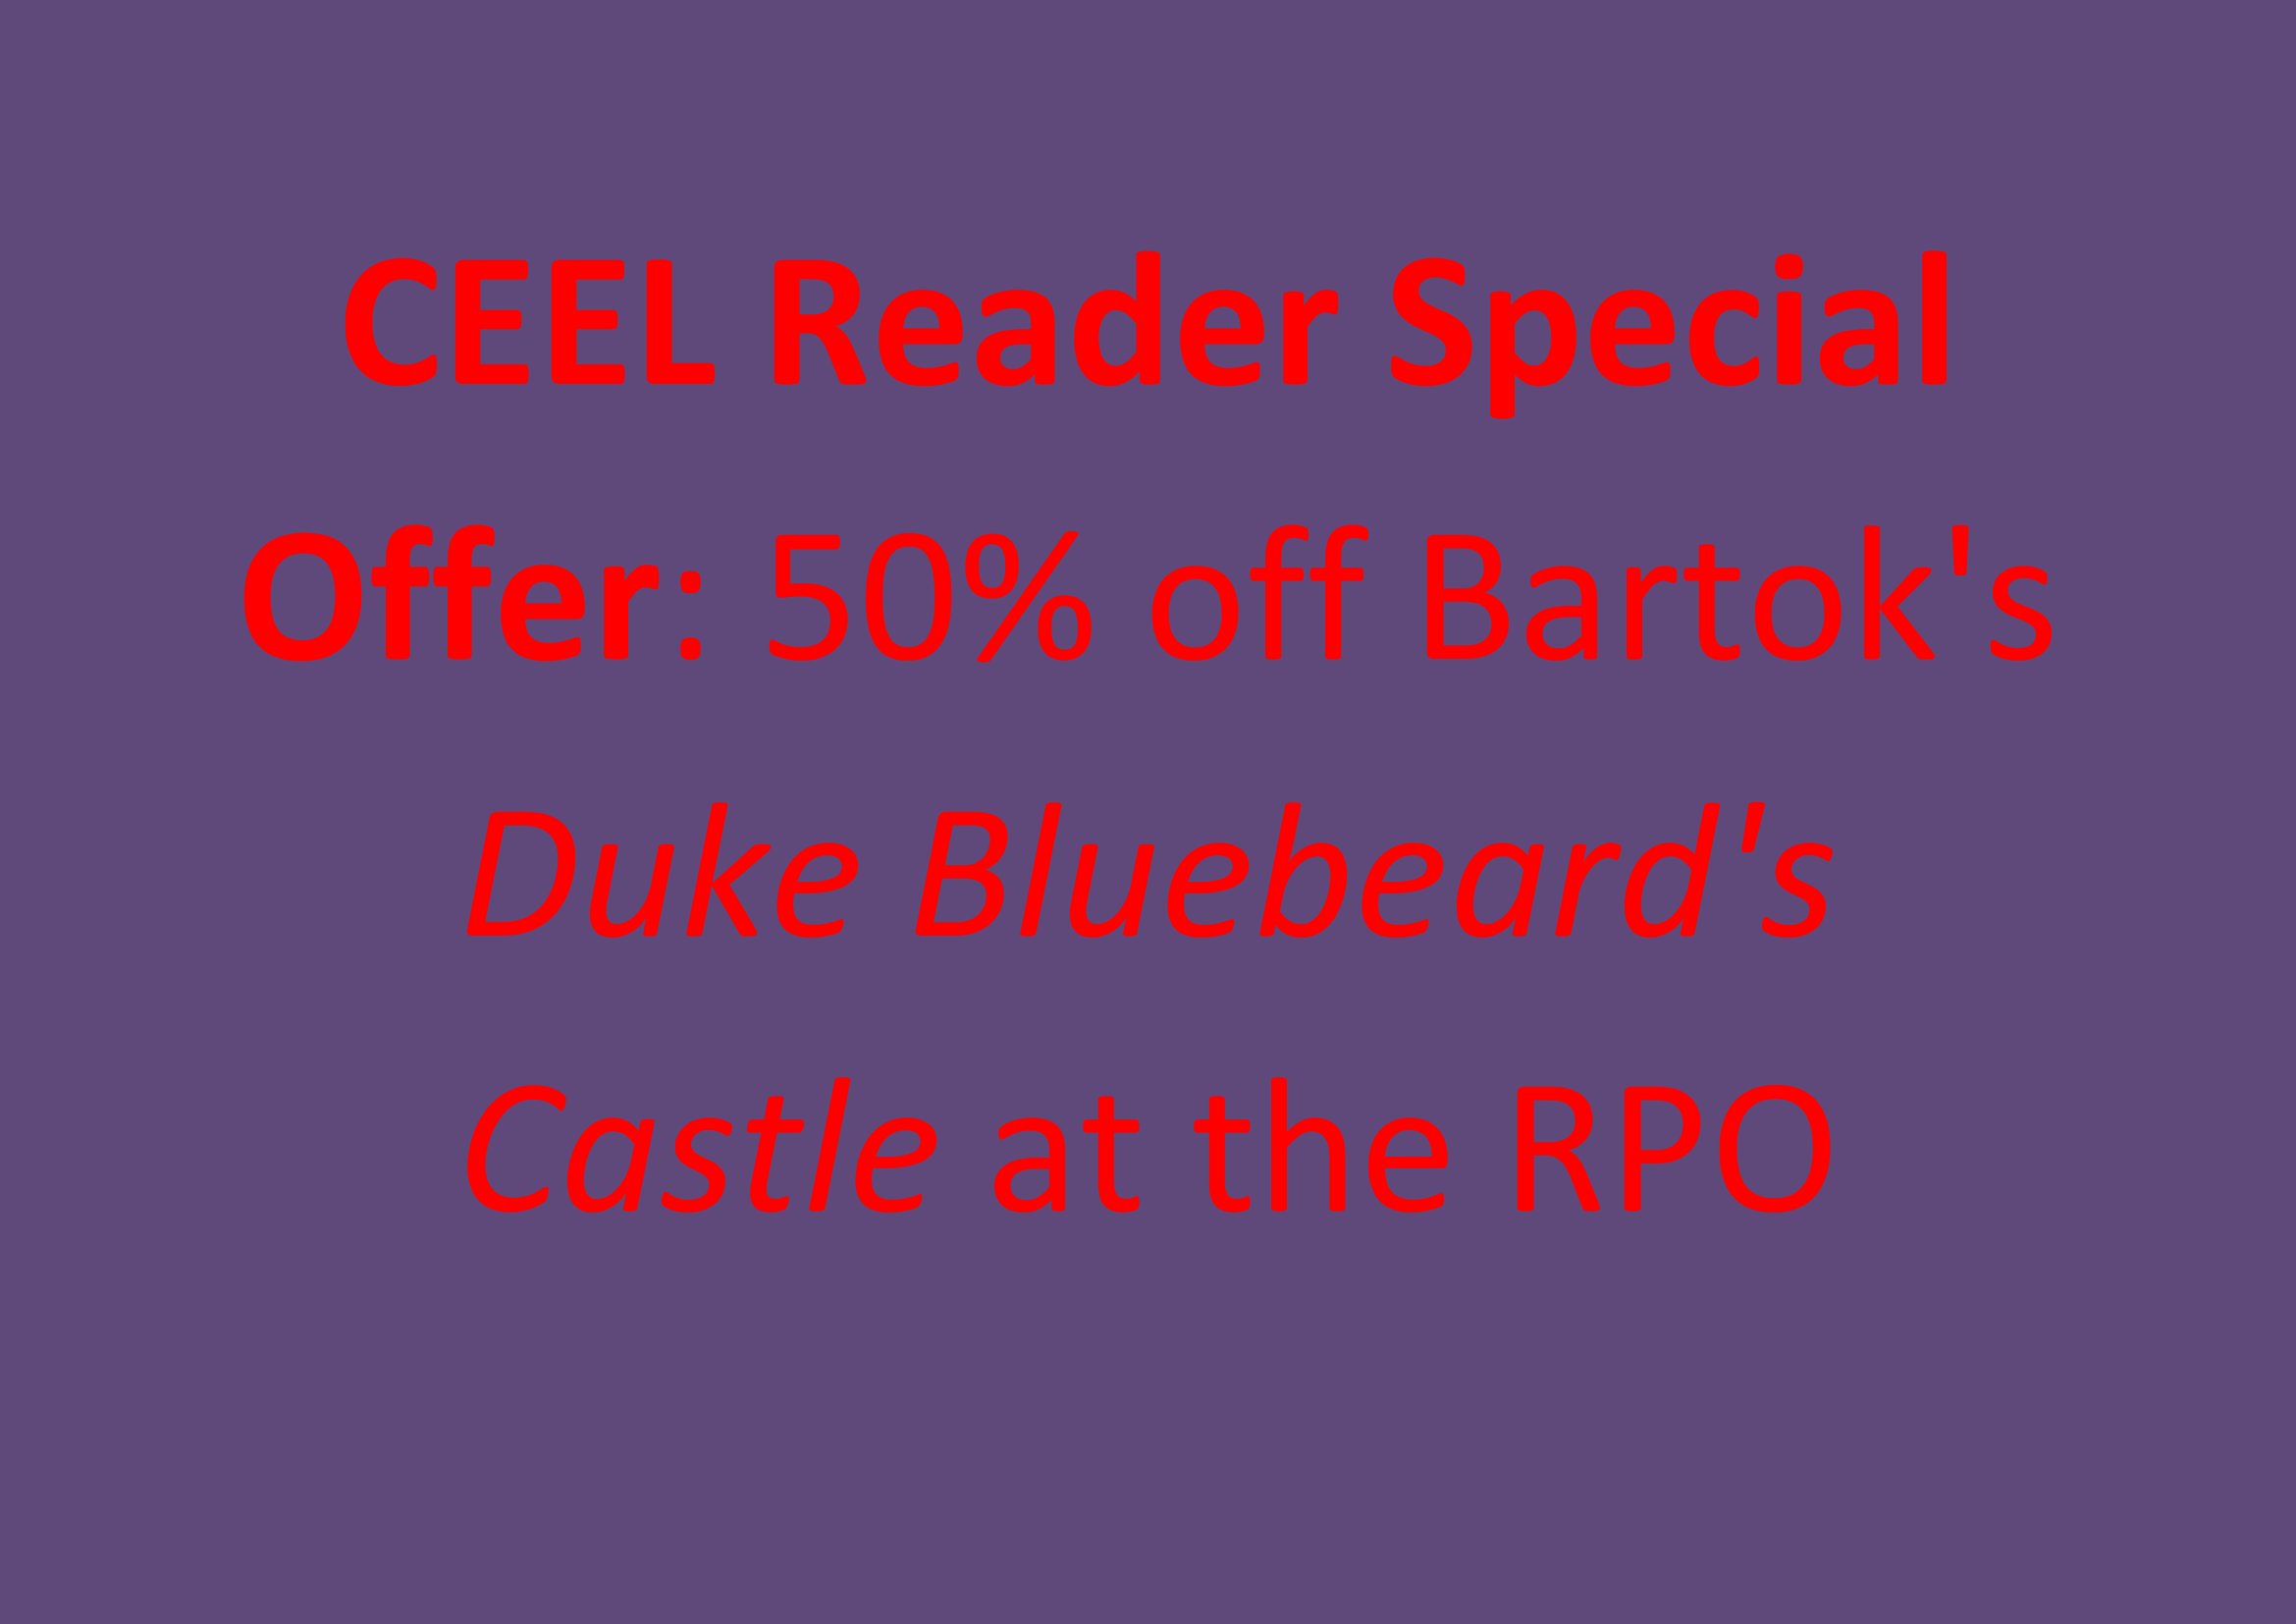 CEEL Reader Special
Offer: 50% off Bartok's
Duke Bluebeard's
Castle at the RPO